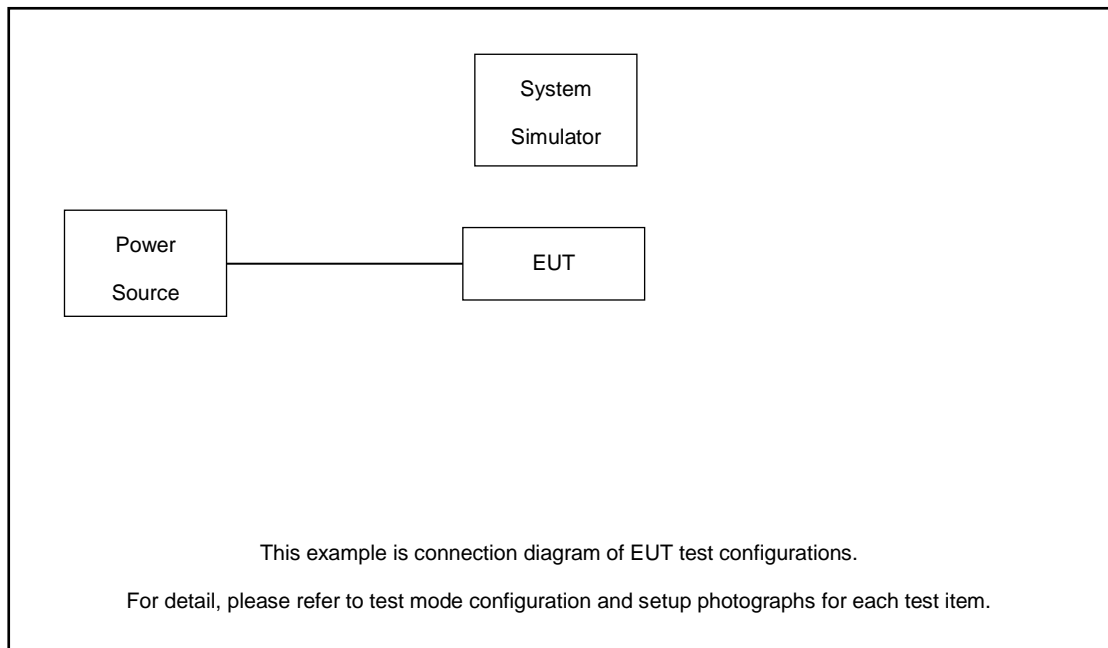 System
Simulator
Power
Source
EUT
This example is connection diagram of EUT test configurations.
For detail, please refer to test mode configuration and setup photographs for each test item.